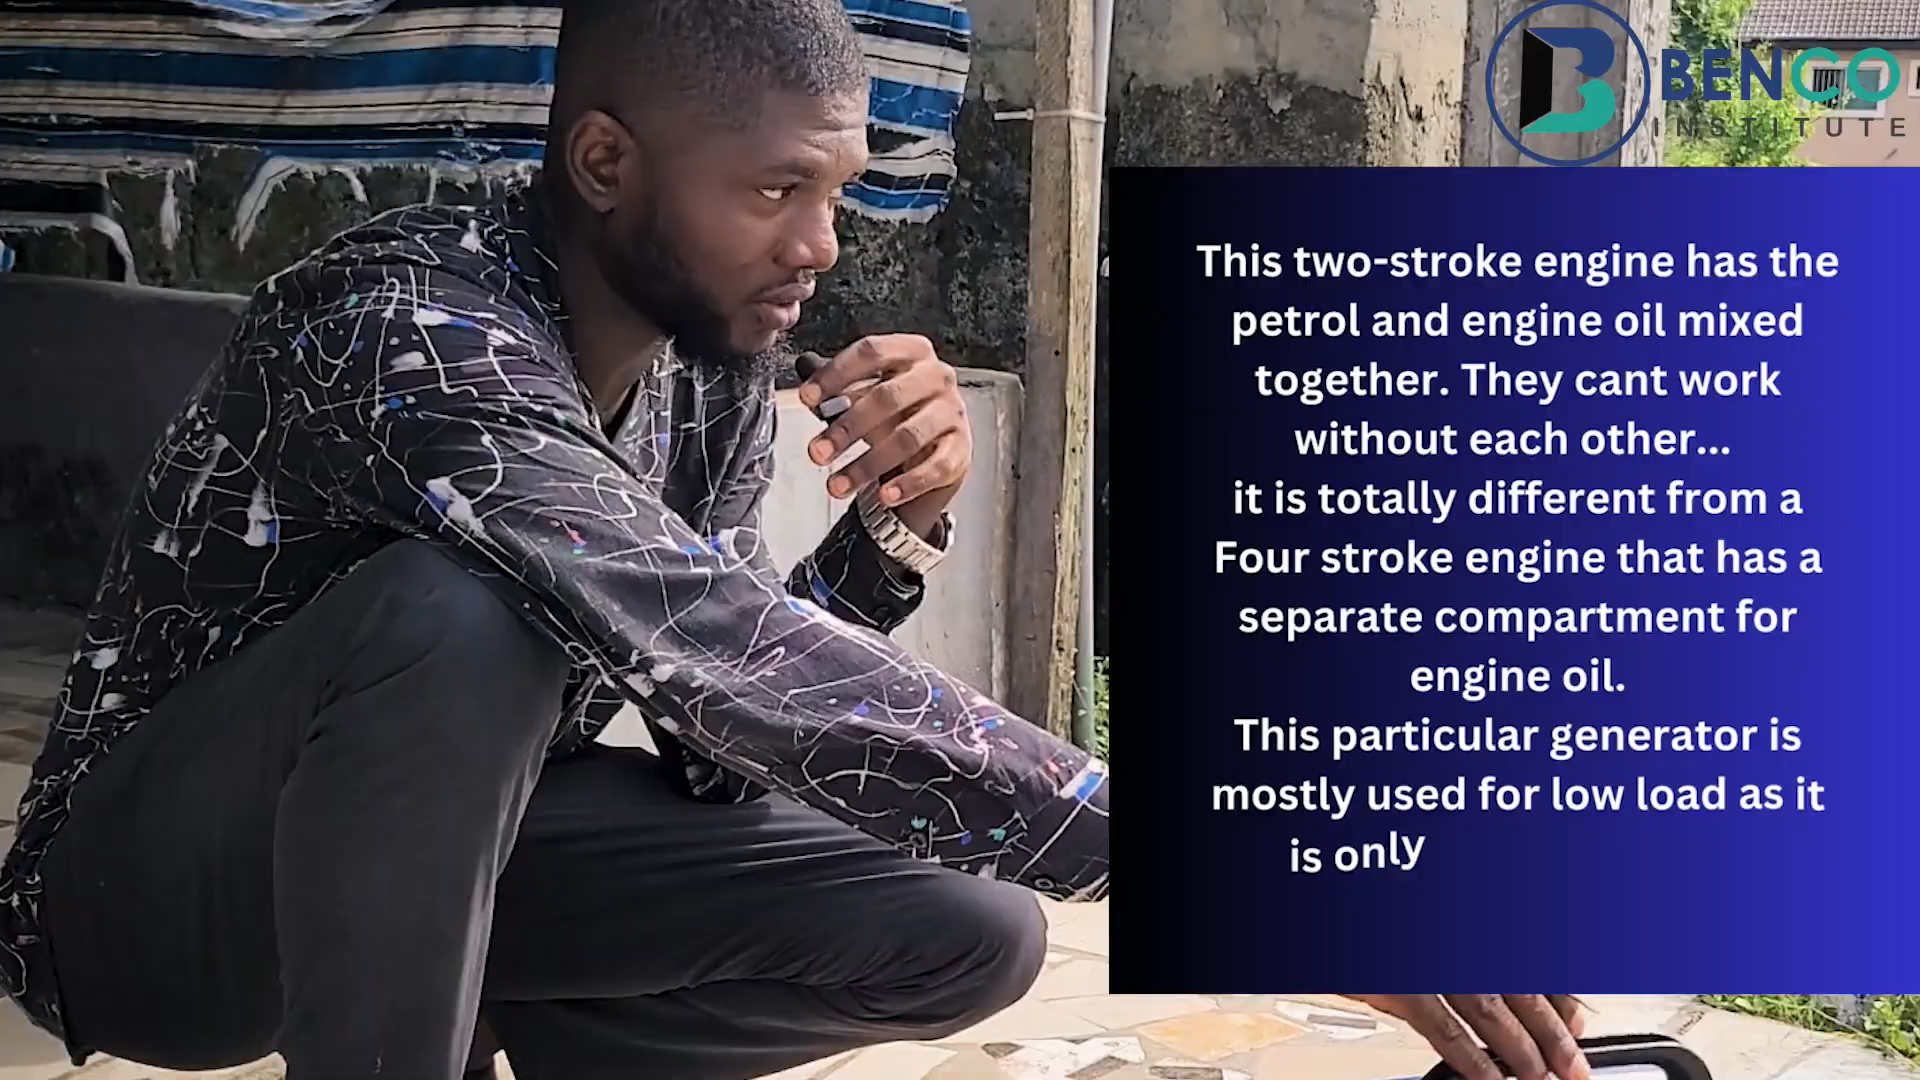 BENCO
INSTITUTE
This two-stroke engine has the
petrol and engine oil mixed
together. They cant work
without each other...
it is totally different from a
Four stroke engine that has a
separate compartment for
engine oil.
This particular generator is
mostly used for low load as it
is only